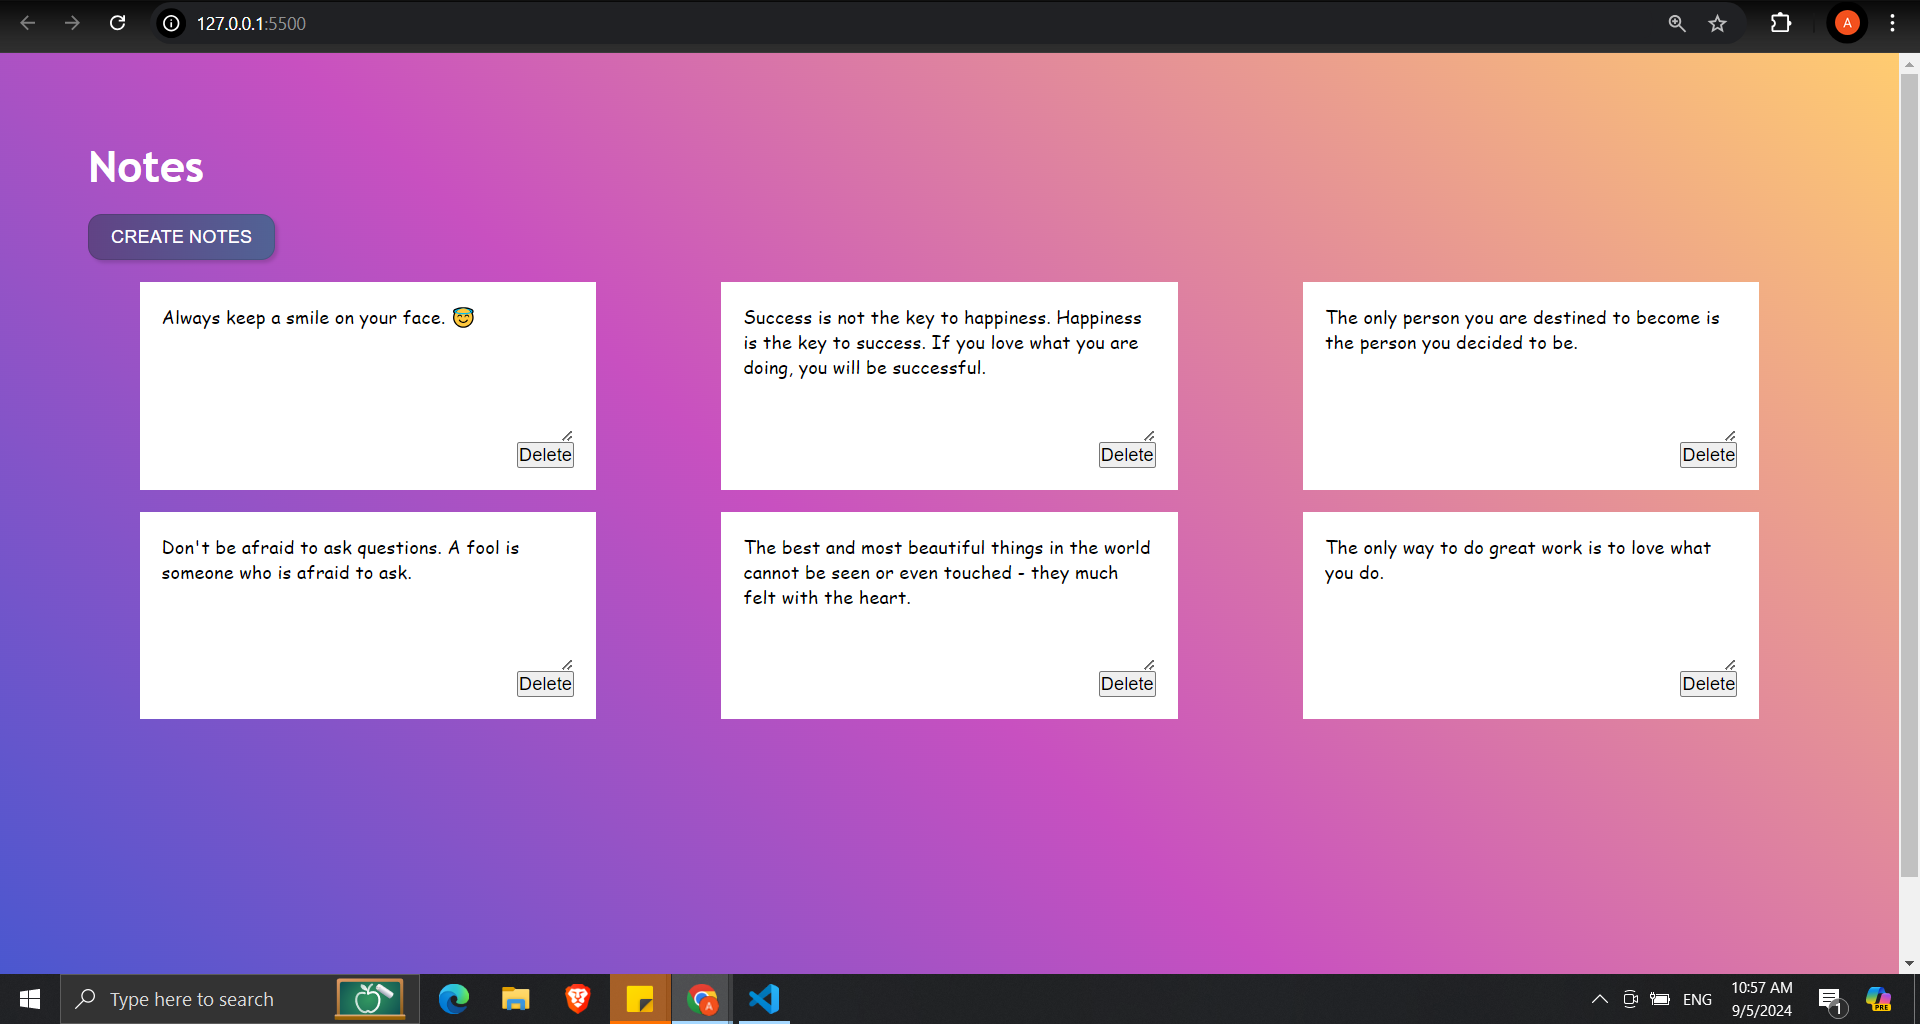 127.0.0.1:5500
A
Notes
CREATE NOTES
Always keep a smile on your face. 😇
Delete
Success is not the key to happiness. Happiness
is the key to success. If you love what you are
doing, you will be successful.
Delete
The only person you are destined to become is
the person you decided to be.
Delete
Don't be afraid to ask questions. A fool is
someone who is afraid to ask.
Delete
The best and most beautiful things in the world
cannot be seen or even touched - they much
felt with the heart.
Delete
The only way to do great work is to love what
you do.
Delete
Type here to search
A
ENG
10:57 AM
9/5/2024
1
PRE